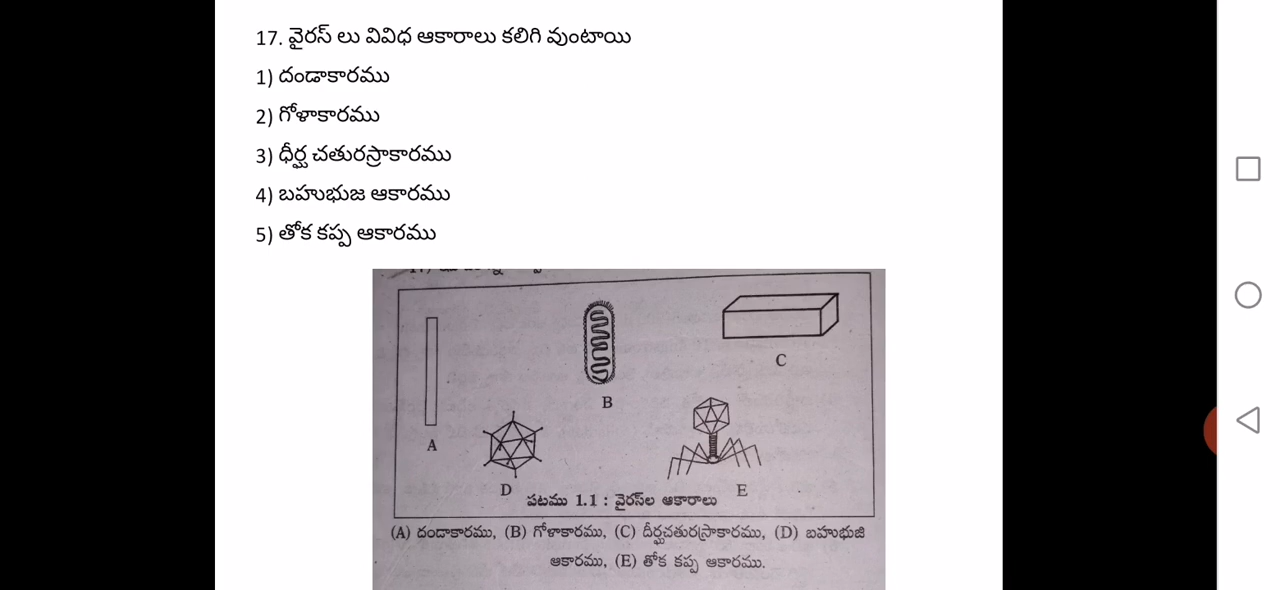 17. వైరస్ లు వివిధ ఆకారాలు కలిగి వుంటాయి
1) దండాకారము
2) గోళాకారము
3) ధీర్ఘ చతురస్రాకారము
4) బహుభుజ ఆకారము
5) తోక కప్ప ఆకారము
A
B
C
D
E
పటము 1.1 : వైరస్‌ల ఆకారాలు
(A) దండాకారము, (B) గోళాకారము, (C) దీర్ఘచతురస్రాకారము, (D) బహుభుజి
ఆకారము, (E) తోక కప్ప ఆకారము.